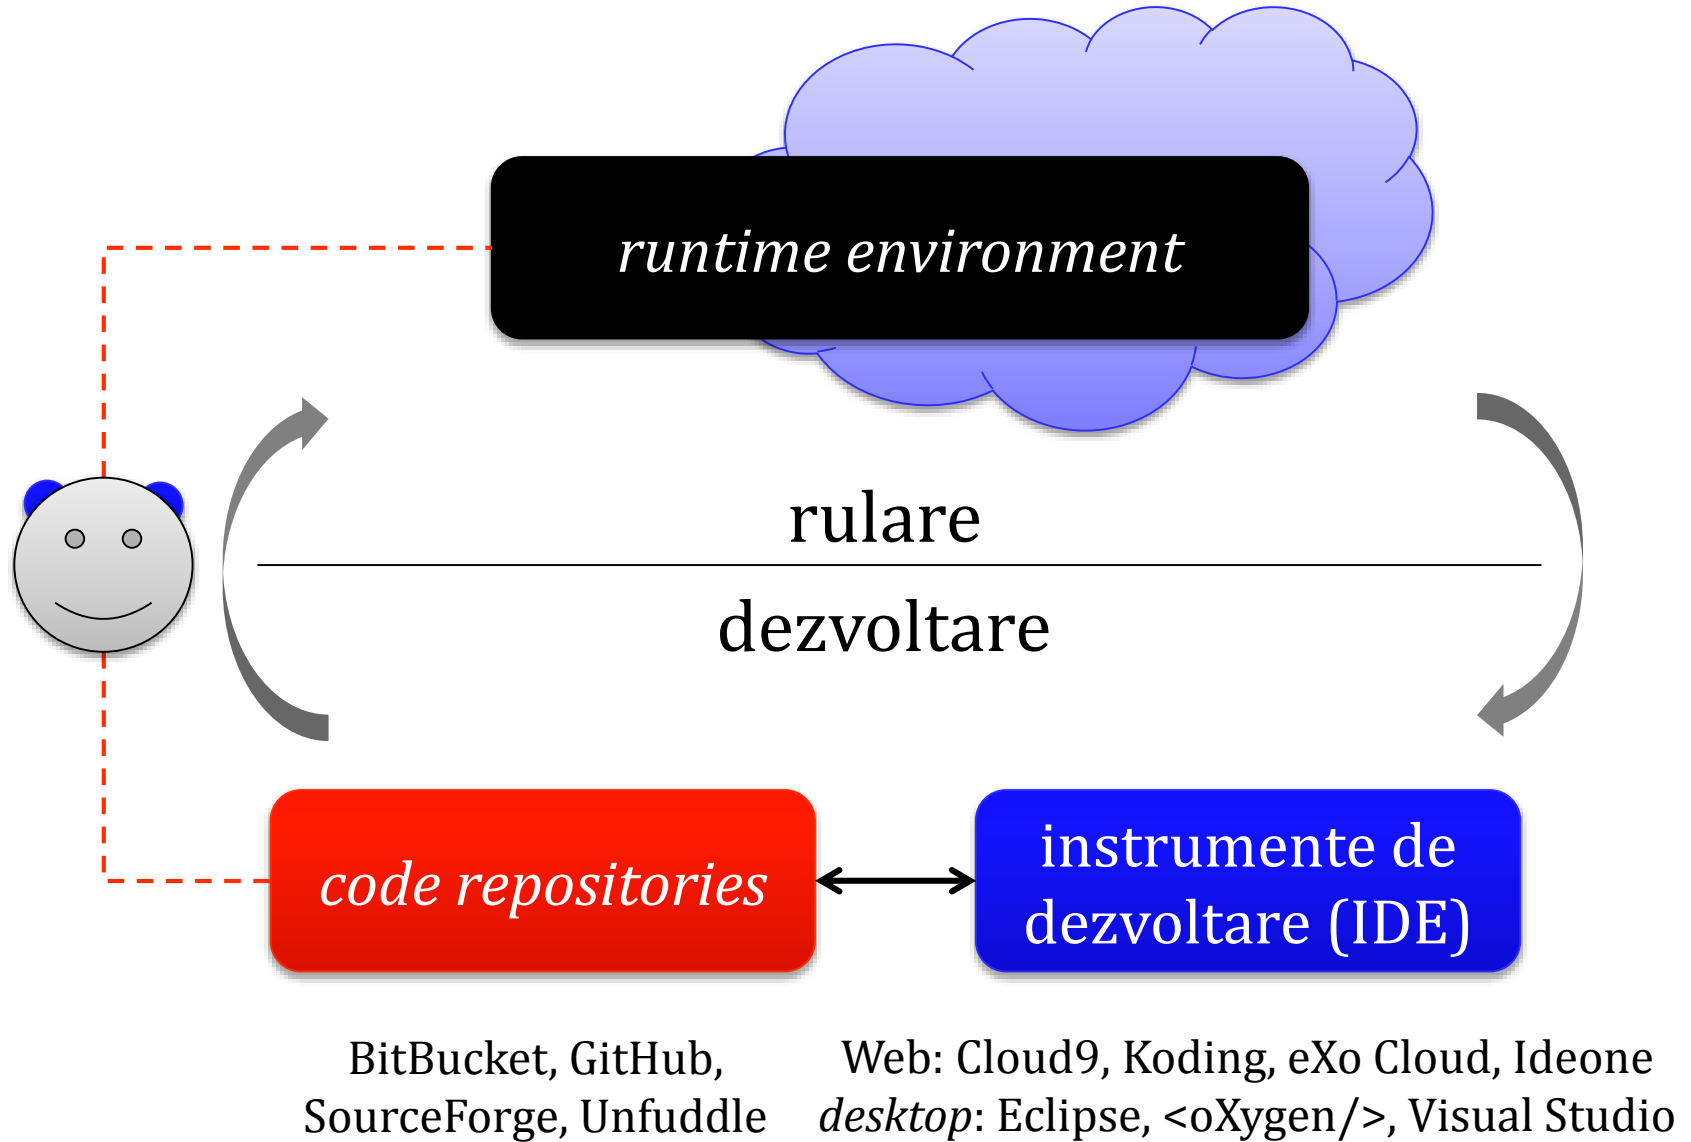 runtime environment
rulare
dezvoltare
code repositories
instrumente de
dezvoltare (IDE)
BitBucket, GitHub,
SourceForge, Unfuddle
Web: Cloud9, Koding, eXo Cloud, Ideone
desktop: Eclipse, <oXygen/>, Visual Studio